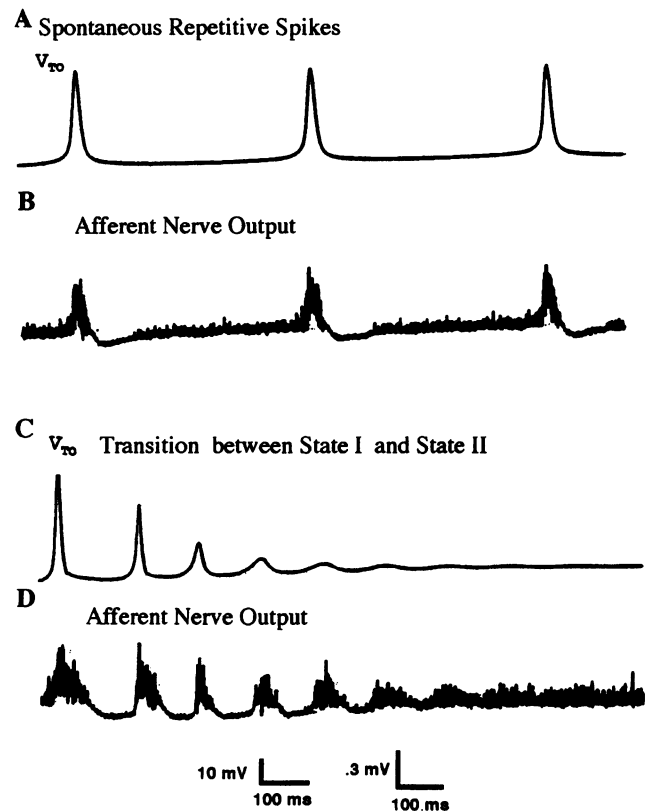 A Spontaneous Repetitive Spikes
VTO
B
Afferent Nerve Output
C
VTO Transition between State I and State II
D
Afferent Nerve Output
10 mV
100 ms
.3 mV
100 ms